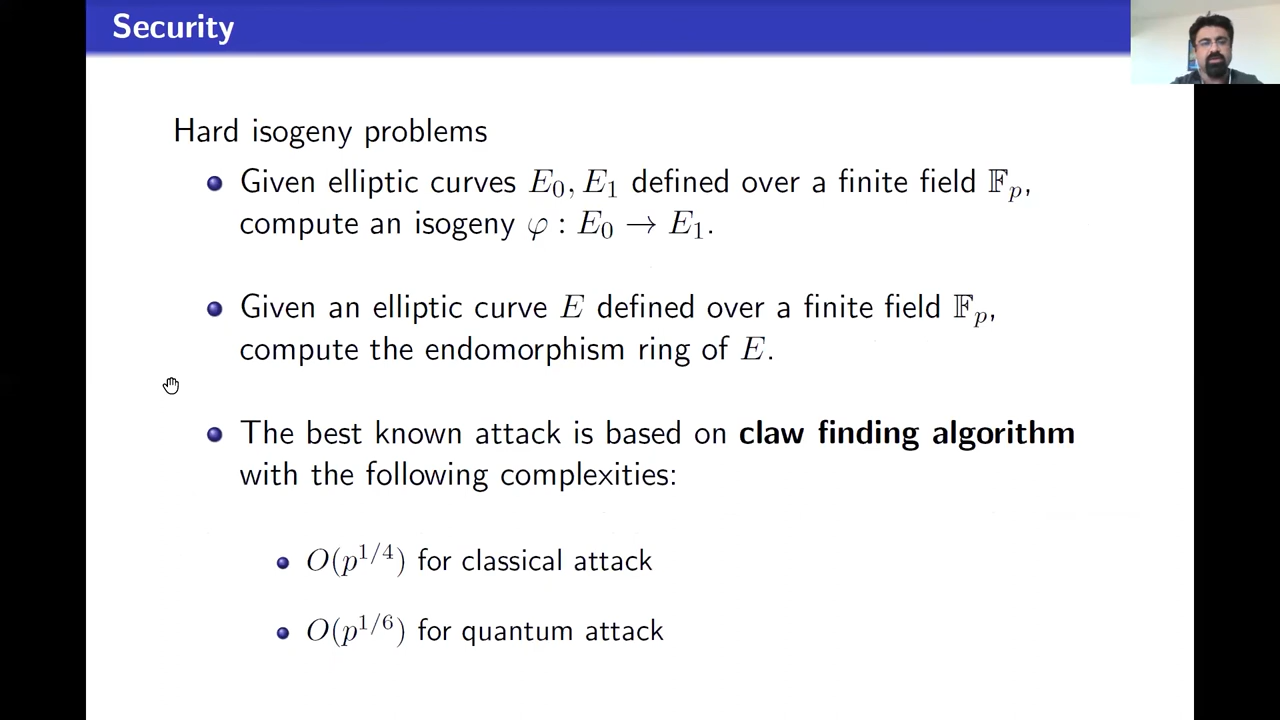 Security
Hard isogeny problems
Given elliptic curves E₀, E₁ defined over a finite field 𝔽ₚ,
compute an isogeny φ : E₀ → E₁.
Given an elliptic curve E defined over a finite field 𝔽ₚ,
compute the endomorphism ring of E.
The best known attack is based on claw finding algorithm
with the following complexities:
O(p^{1/4}) for classical attack
O(p^{1/6}) for quantum attack